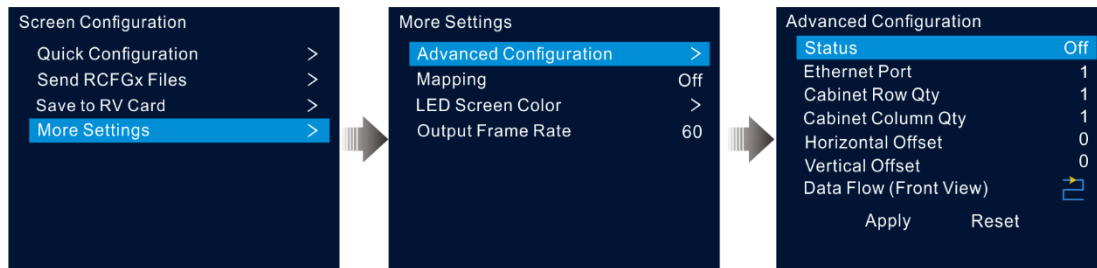 Screen Configuration
Quick Configuration >
Send RCFGx Files >
Save to RV Card >
More Settings >
More Settings
Advanced Configuration >
Mapping Off
LED Screen Color >
Output Frame Rate 60
Advanced Configuration
Status Off
Ethernet Port 1
Cabinet Row Qty 1
Cabinet Column Qty 1
Horizontal Offset 0
Vertical Offset 0
Data Flow (Front View)
Apply Reset